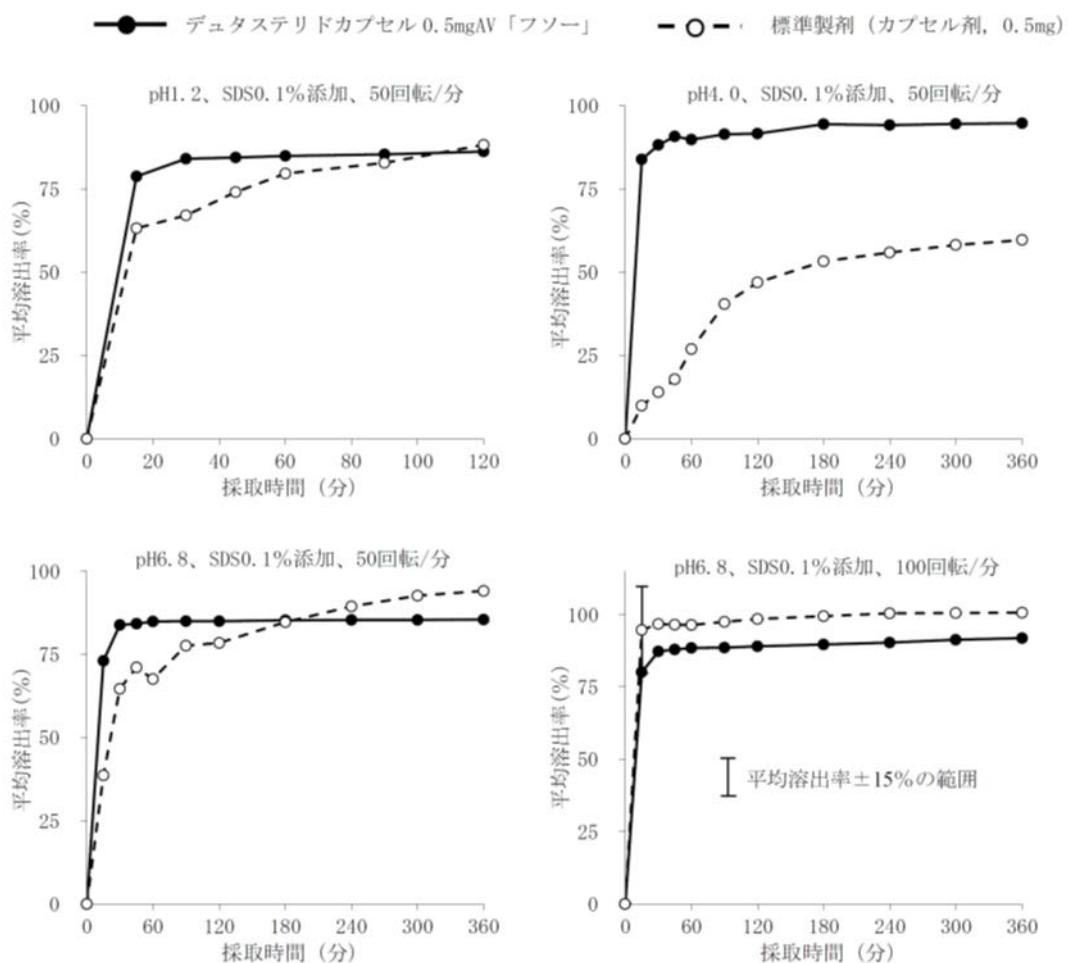 デュタステリドカプセル 0.5mgAV「フソー」 標準製剤 (カプセル剤, 0.5mg)
pH1.2、SDS0.1%添加、50回転/分
平均溶出率(%)
100
75
50
25
0
0 20 40 60 80 100 120
採取時間 (分)
pH4.0、SDS0.1%添加、50回転/分
平均溶出率(%)
100
75
50
25
0
0 60 120 180 240 300 360
採取時間 (分)
pH6.8、SDS0.1%添加、50回転/分
平均溶出率(%)
100
75
50
25
0
0 60 120 180 240 300 360
採取時間 (分)
pH6.8、SDS0.1%添加、100回転/分
平均溶出率(%)
100
75
50
25
0
平均溶出率±15%の範囲
0 60 120 180 240 300 360
採取時間 (分)